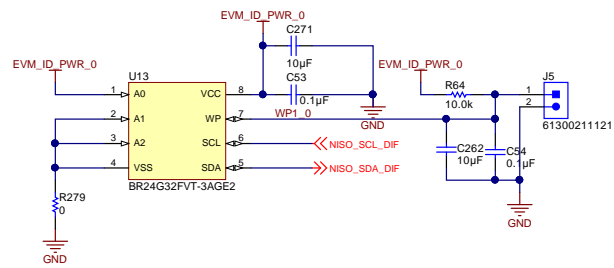 EVM_ID_PWR_0
C271
10µF
EVM_ID_PWR_0
EVM_ID_PWR_0
U13
C53
0.1µF
R64
10.0k
J5
1
2
61300211121
1 A0
VCC 8
2 A1
WP 7
WP1_0
GND
3 A2
SCL 6
NISO_SCL_DIF
4 VSS
SDA 5
NISO_SDA_DIF
BR24G32FVT-3AGE2
C262
10µF
C54
0.1µF
R279
0
GND
GND